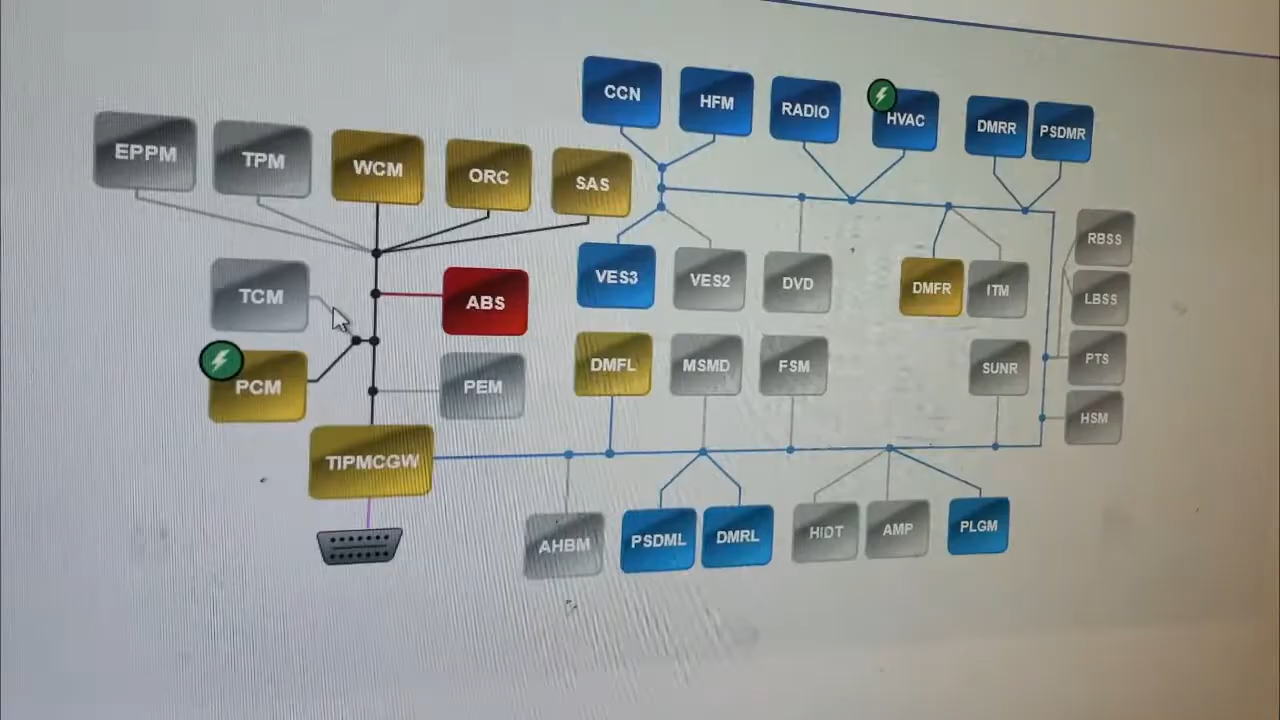 CCN
HFM
RADIO
HVAC
DMRR
PSDMR
EPPM
TPM
WCM
ORC
SAS
RBSS
TCM
ABS
VES3
VES2
DVD
DMFR
ITM
LBSS
PCM
PEM
DMFL
MSMD
FSM
SUNR
PTS
HSM
TIPMCGW
AHBM
PSDML
DMRL
HIDT
AMP
PLGM